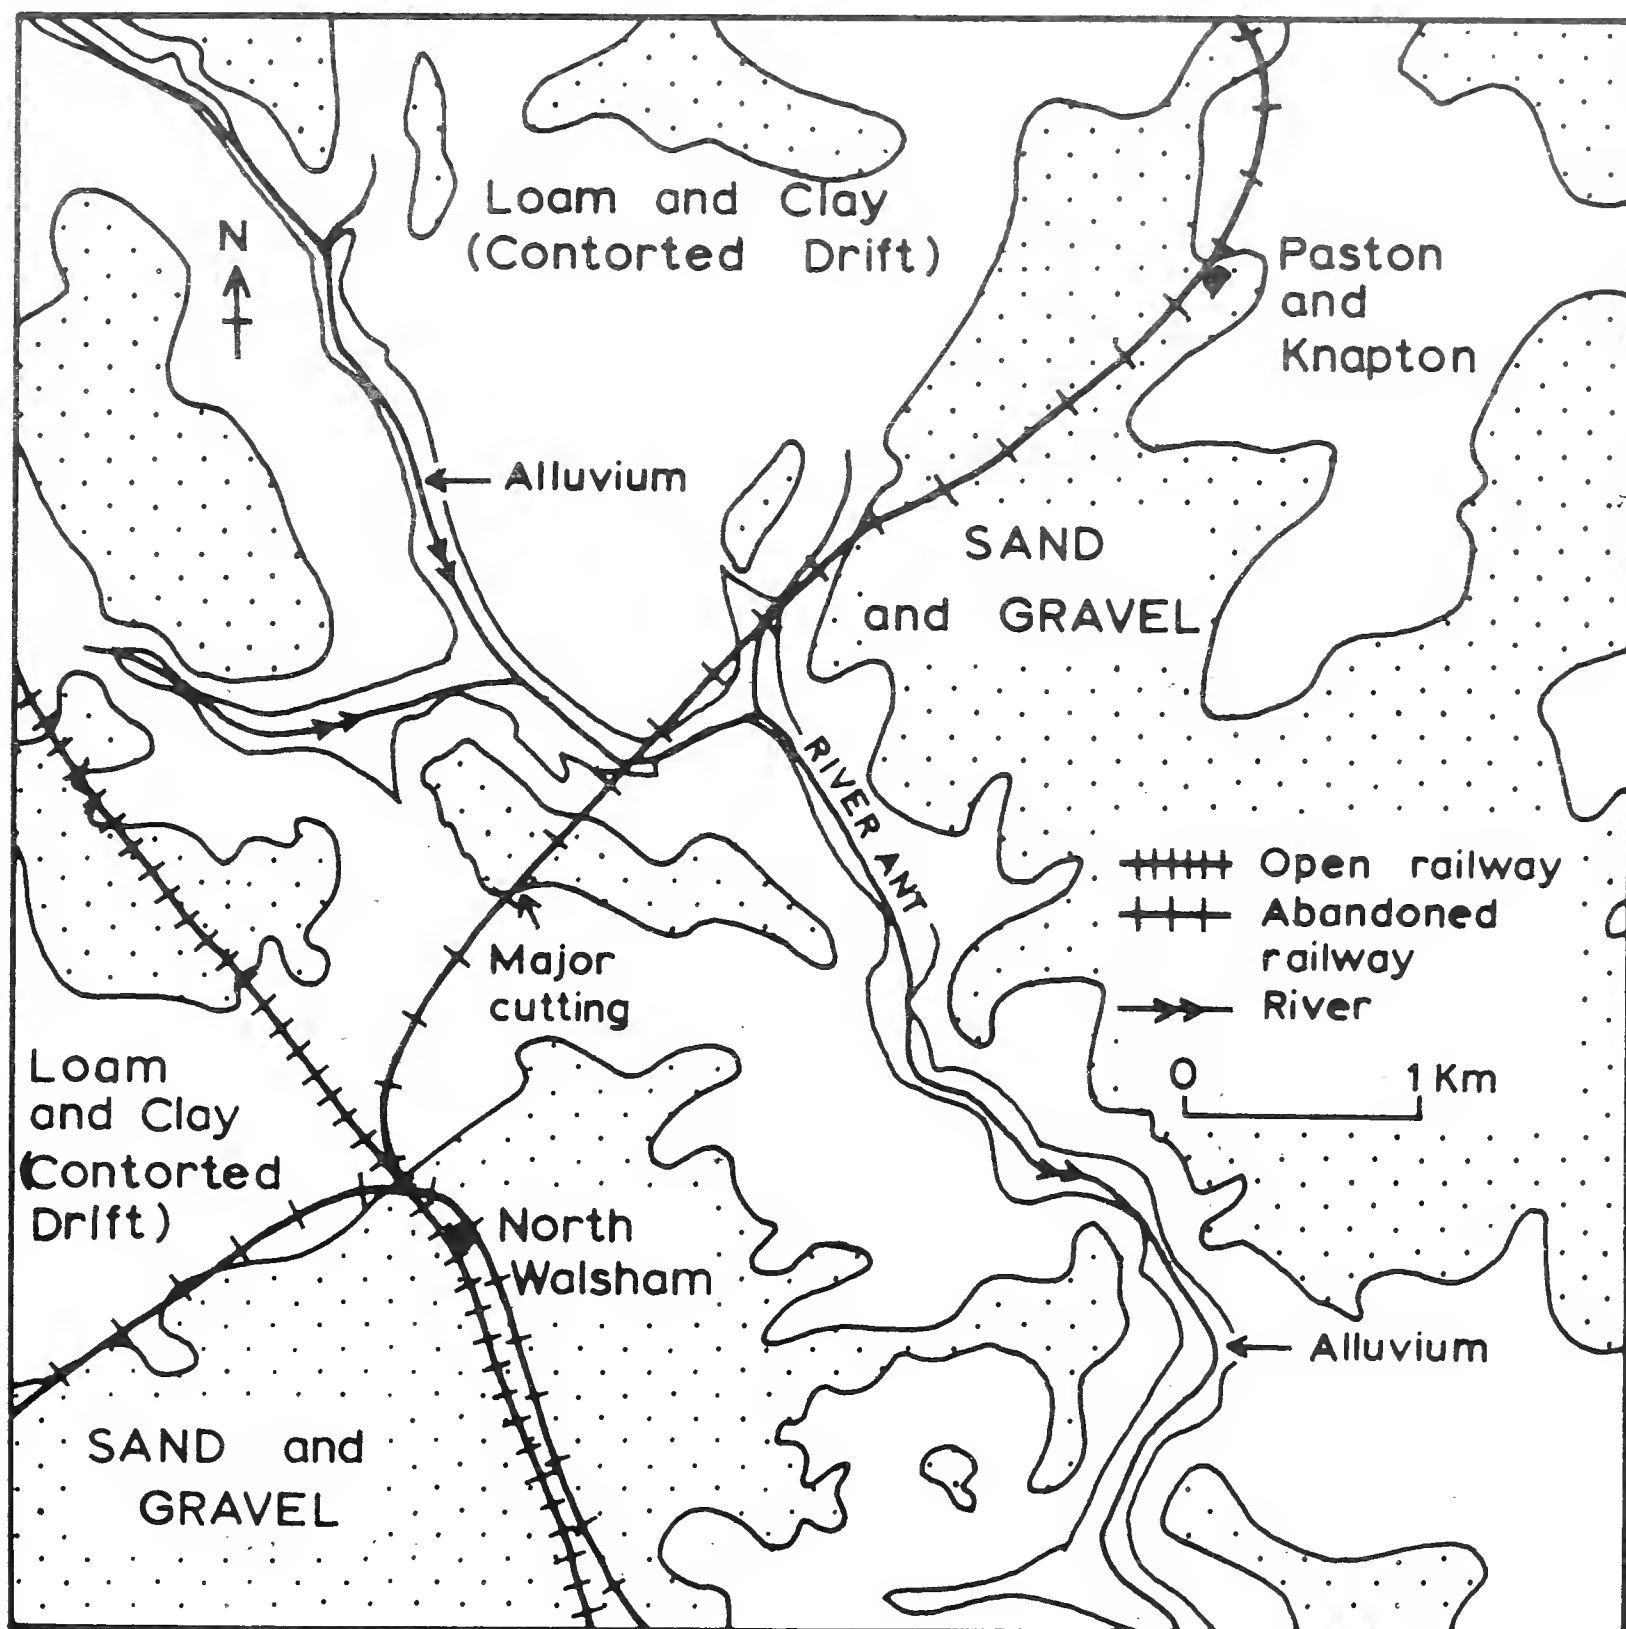 N
Loam and Clay
(Contorted Drift)
Paston
and
Knapton
Alluvium
SAND
and GRAVEL
RIVER ANT
Open railway
Abandoned
railway
River
0 1 Km
Major
cutting
Loam
and Clay
(Contorted
Drift)
North
Walsham
Alluvium
SAND and
GRAVEL